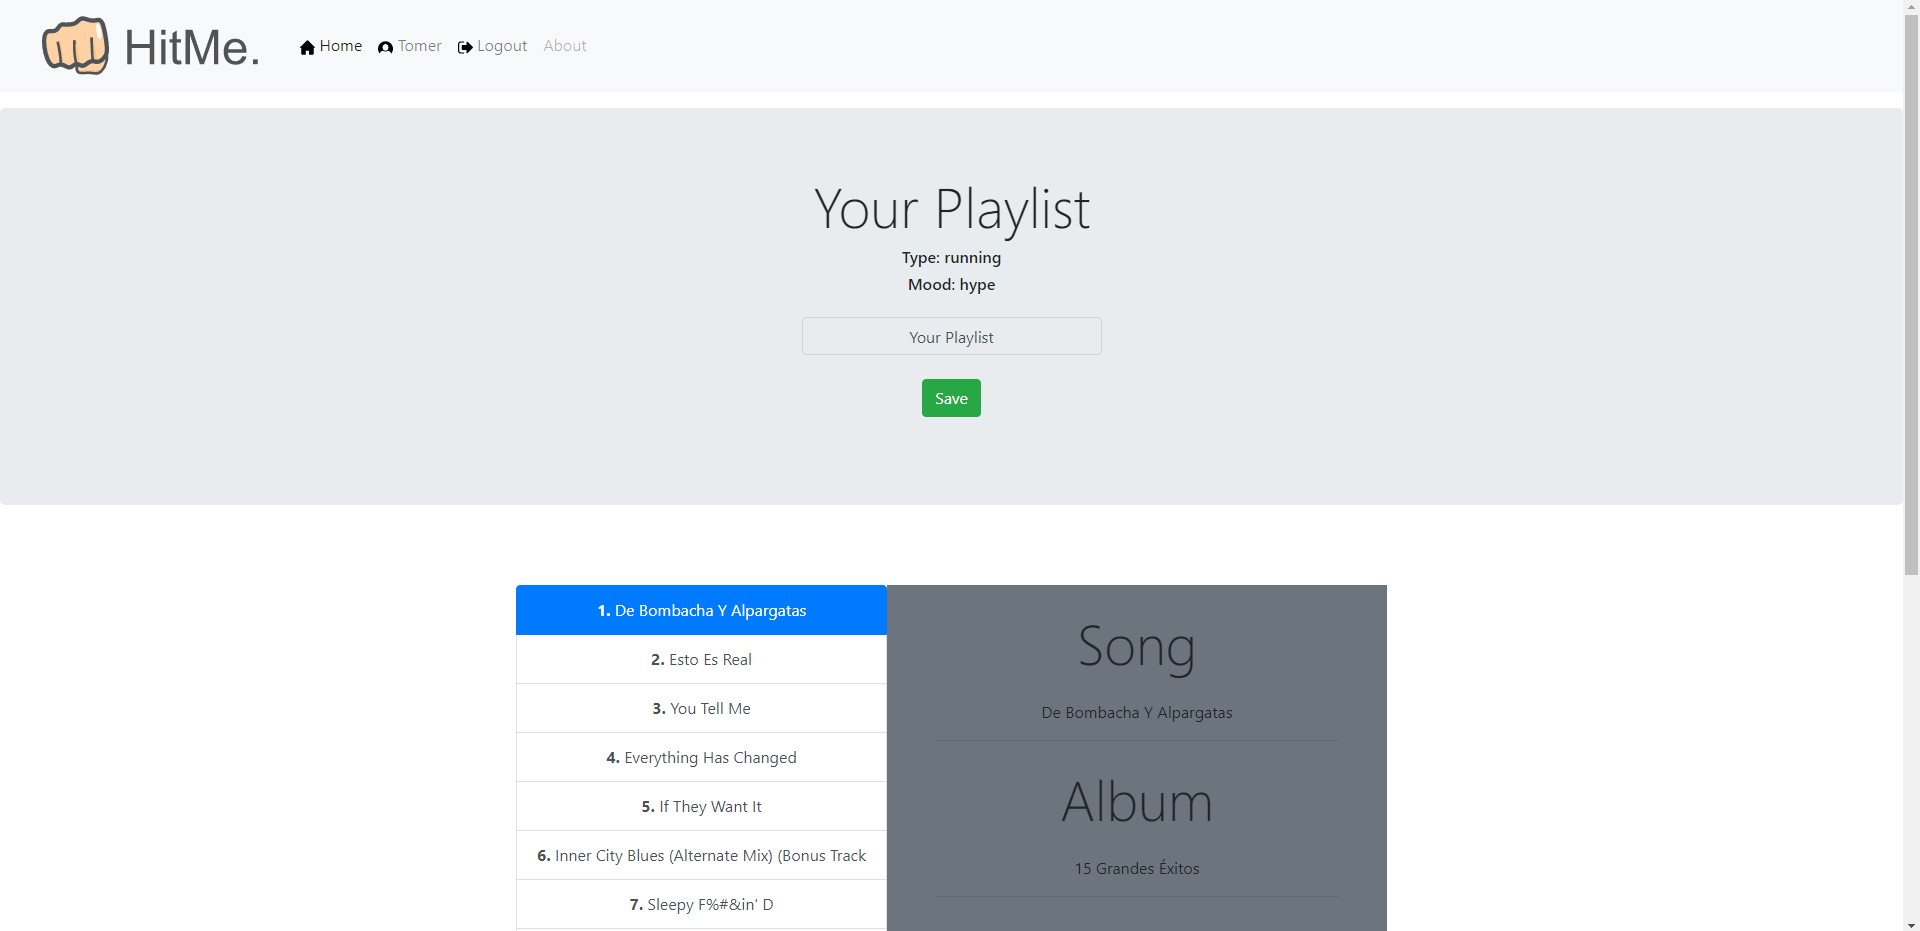 HitMe.
Home Tomer Logout About
Your Playlist
Type: running
Mood: hype
Your Playlist
Save
1. De Bombacha Y Alpargatas
2. Esto Es Real
3. You Tell Me
4. Everything Has Changed
5. If They Want It
6. Inner City Blues (Alternate Mix) (Bonus Track
7. Sleepy F%#&in' D
Song
De Bombacha Y Alpargatas
Album
15 Grandes Éxitos